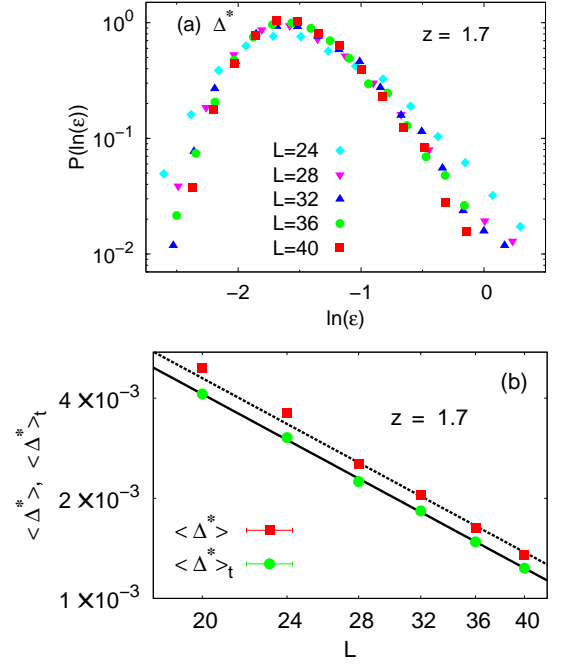 (a) Δ* z = 1.7
10⁰
10⁻¹
10⁻²
P(ln(ε))
L=24
L=28
L=32
L=36
L=40
−2 −1 0
ln(ε)
(b)
z = 1.7
4×10⁻³
2×10⁻³
1×10⁻³
<Δ*>, <Δ*>ₜ
<Δ*>
<Δ*>ₜ
20 24 28 32 36 40
L